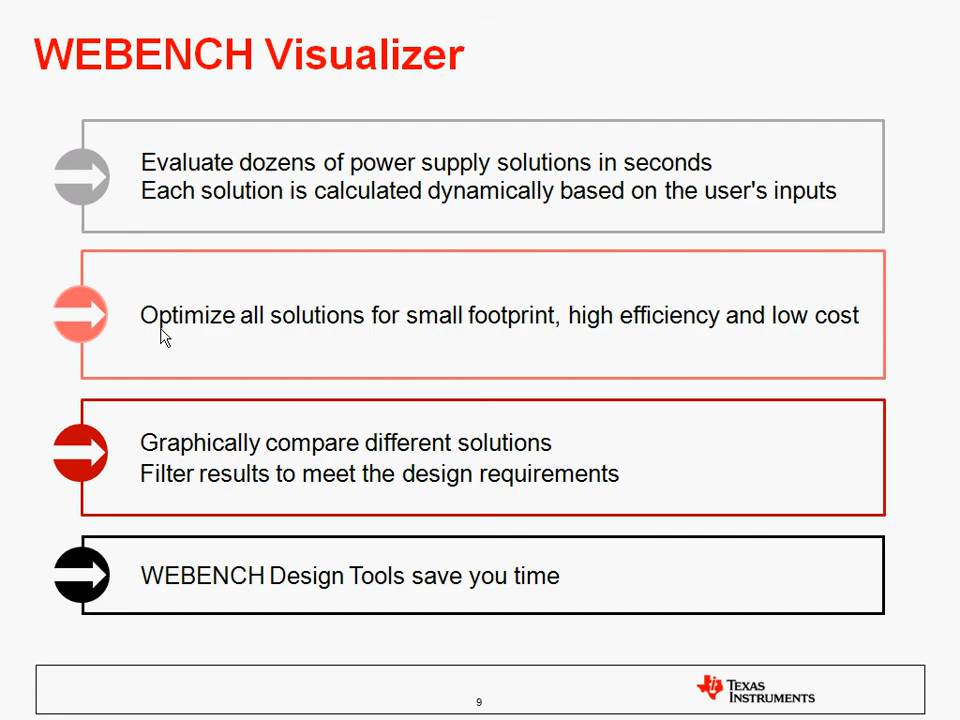 WEBENCH Visualizer
Evaluate dozens of power supply solutions in seconds
Each solution is calculated dynamically based on the user's inputs
Optimize all solutions for small footprint, high efficiency and low cost
Graphically compare different solutions
Filter results to meet the design requirements
WEBENCH Design Tools save you time
9
TEXAS
INSTRUMENTS